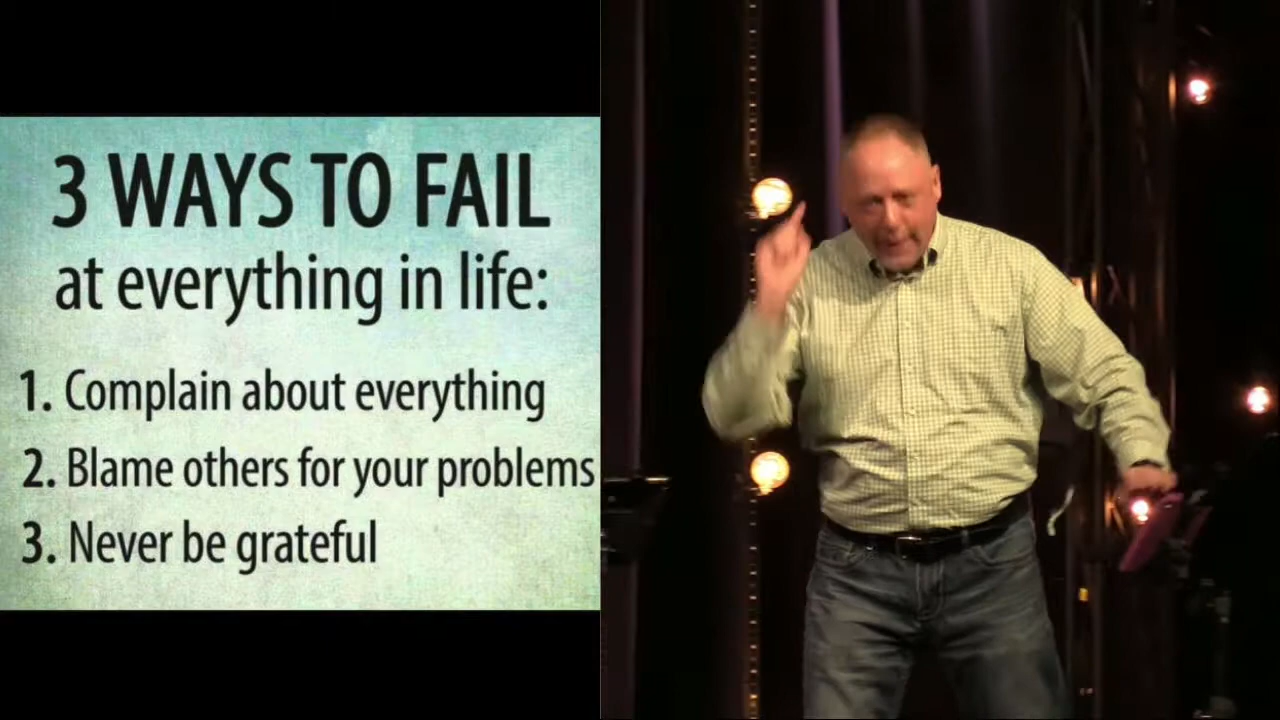 3 WAYS TO FAIL
at everything in life:
1. Complain about everything
2. Blame others for your problems
3. Never be grateful